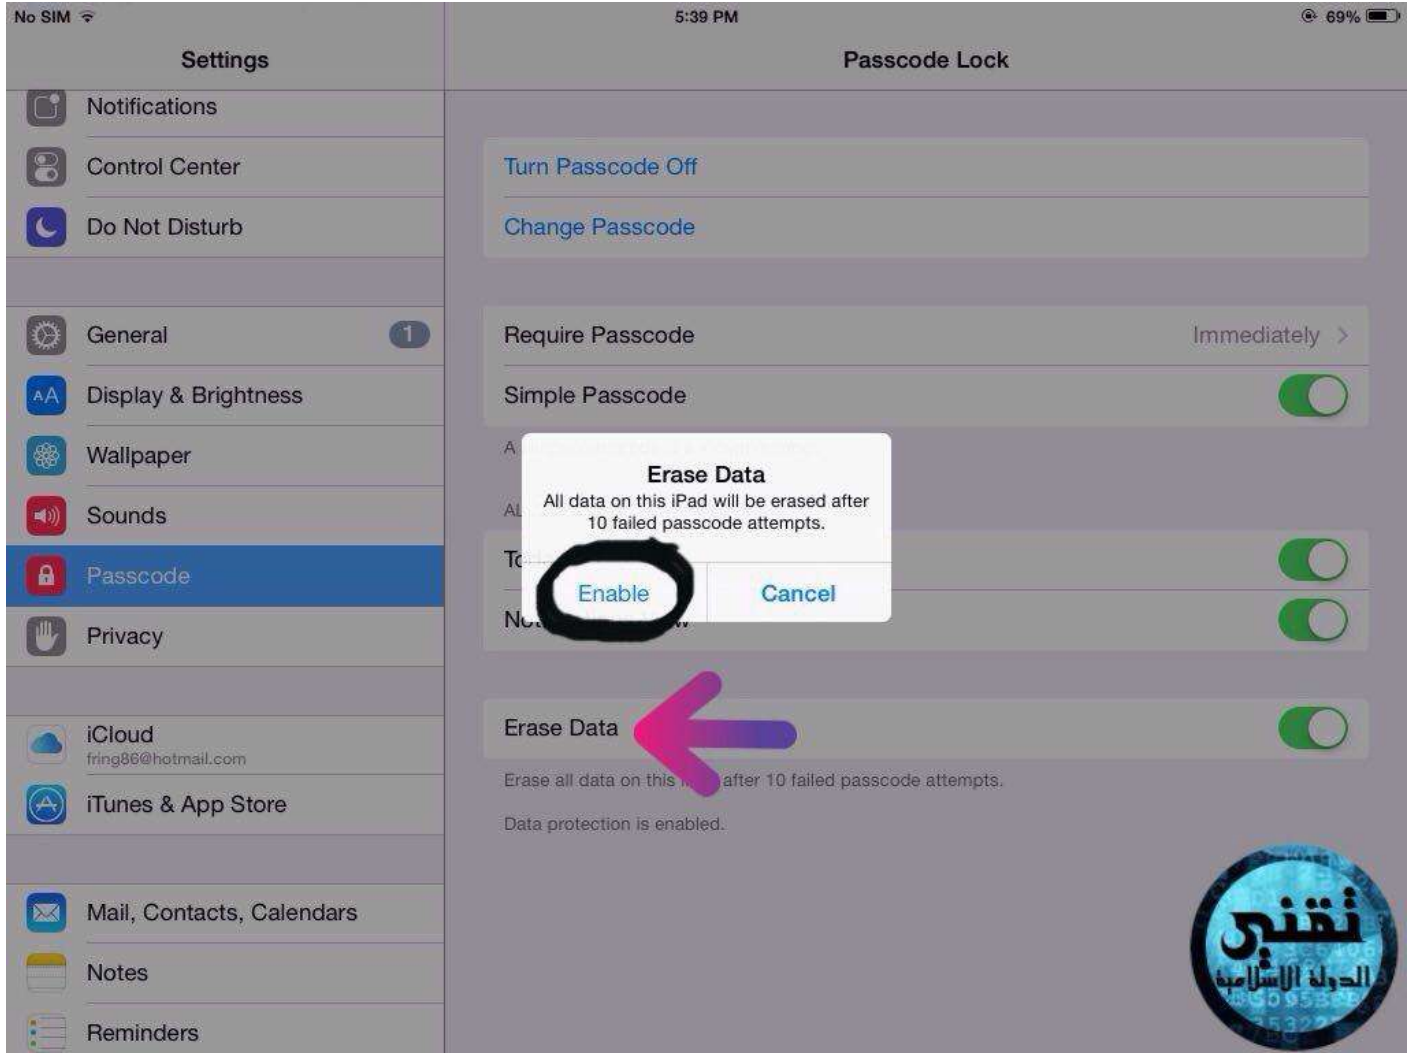 No SIM
5:39 PM
69%
Settings
Passcode Lock
Notifications
Control Center
Do Not Disturb
General
1
Display & Brightness
AA
Wallpaper
Sounds
Passcode
Privacy
iCloud
fring86@hotmail.com
iTunes & App Store
Mail, Contacts, Calendars
Notes
Reminders
Turn Passcode Off
Change Passcode
Require Passcode
Immediately
Simple Passcode
A
Erase Data
All data on this iPad will be erased after
10 failed passcode attempts.
Enable
Cancel
Erase Data
Erase all data on this after 10 failed passcode attempts.
Data protection is enabled.
تقني
الدولة الإسلامية